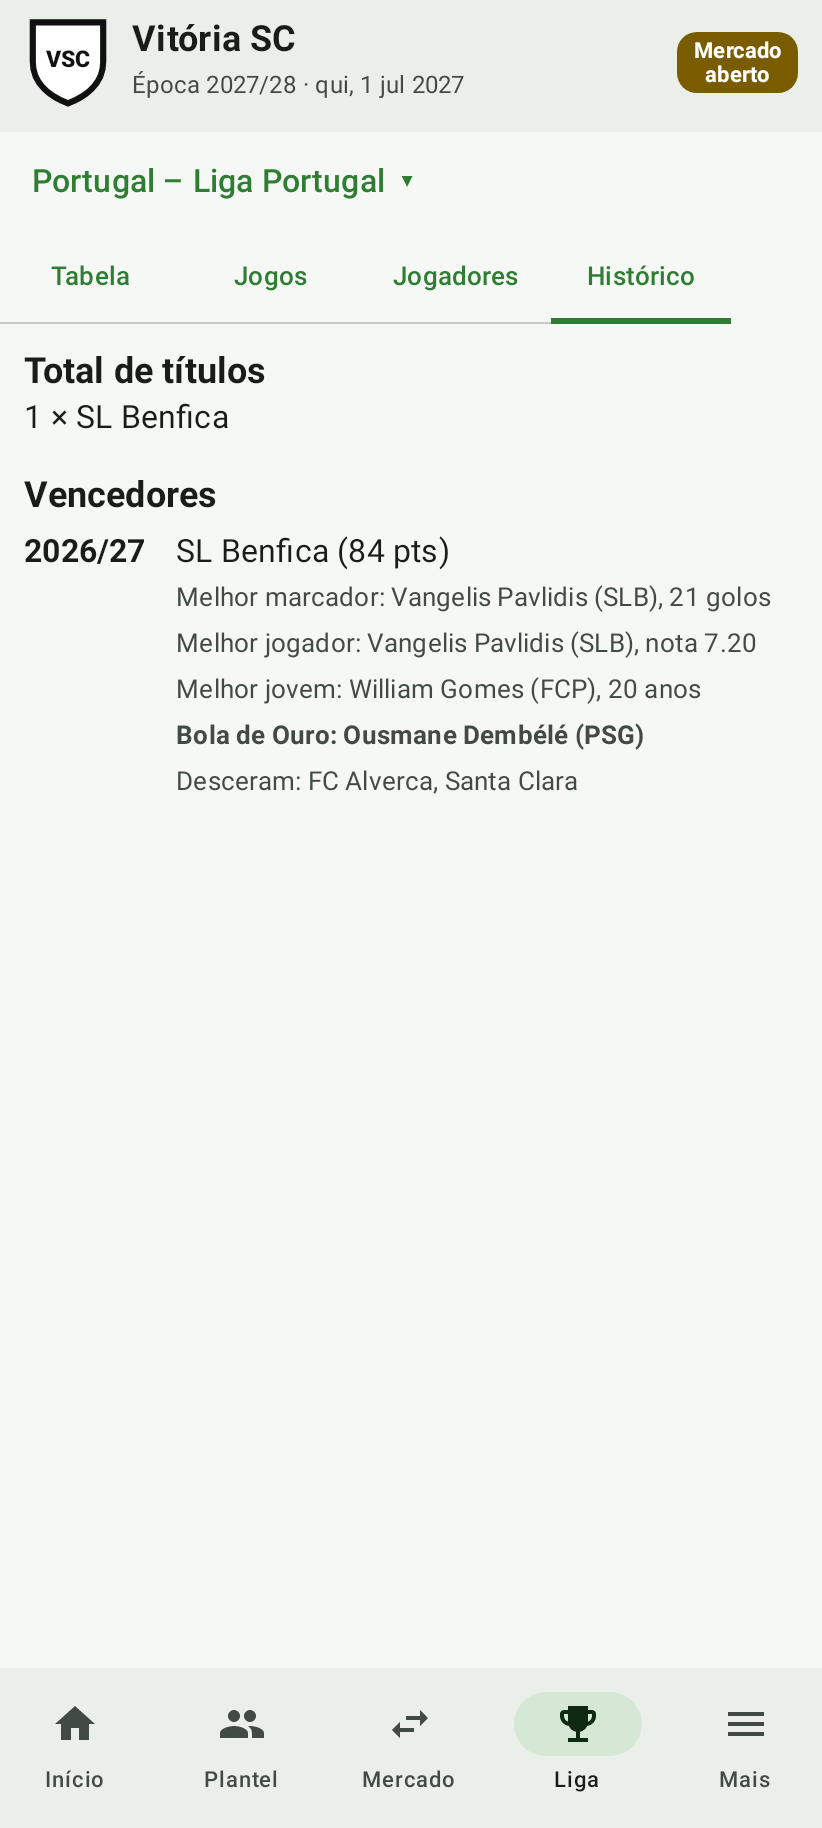 VSC
Vitória SC
Época 2027/28 · qui, 1 jul 2027
Mercado
aberto
Portugal – Liga Portugal ▼
Tabela
Jogos
Jogadores
Histórico
Total de títulos
1 × SL Benfica
Vencedores
2026/27 SL Benfica (84 pts)
Melhor marcador: Vangelis Pavlidis (SLB), 21 golos
Melhor jogador: Vangelis Pavlidis (SLB), nota 7.20
Melhor jovem: William Gomes (FCP), 20 anos
Bola de Ouro: Ousmane Dembélé (PSG)
Desceram: FC Alverca, Santa Clara
Início
Plantel
Mercado
Liga
Mais